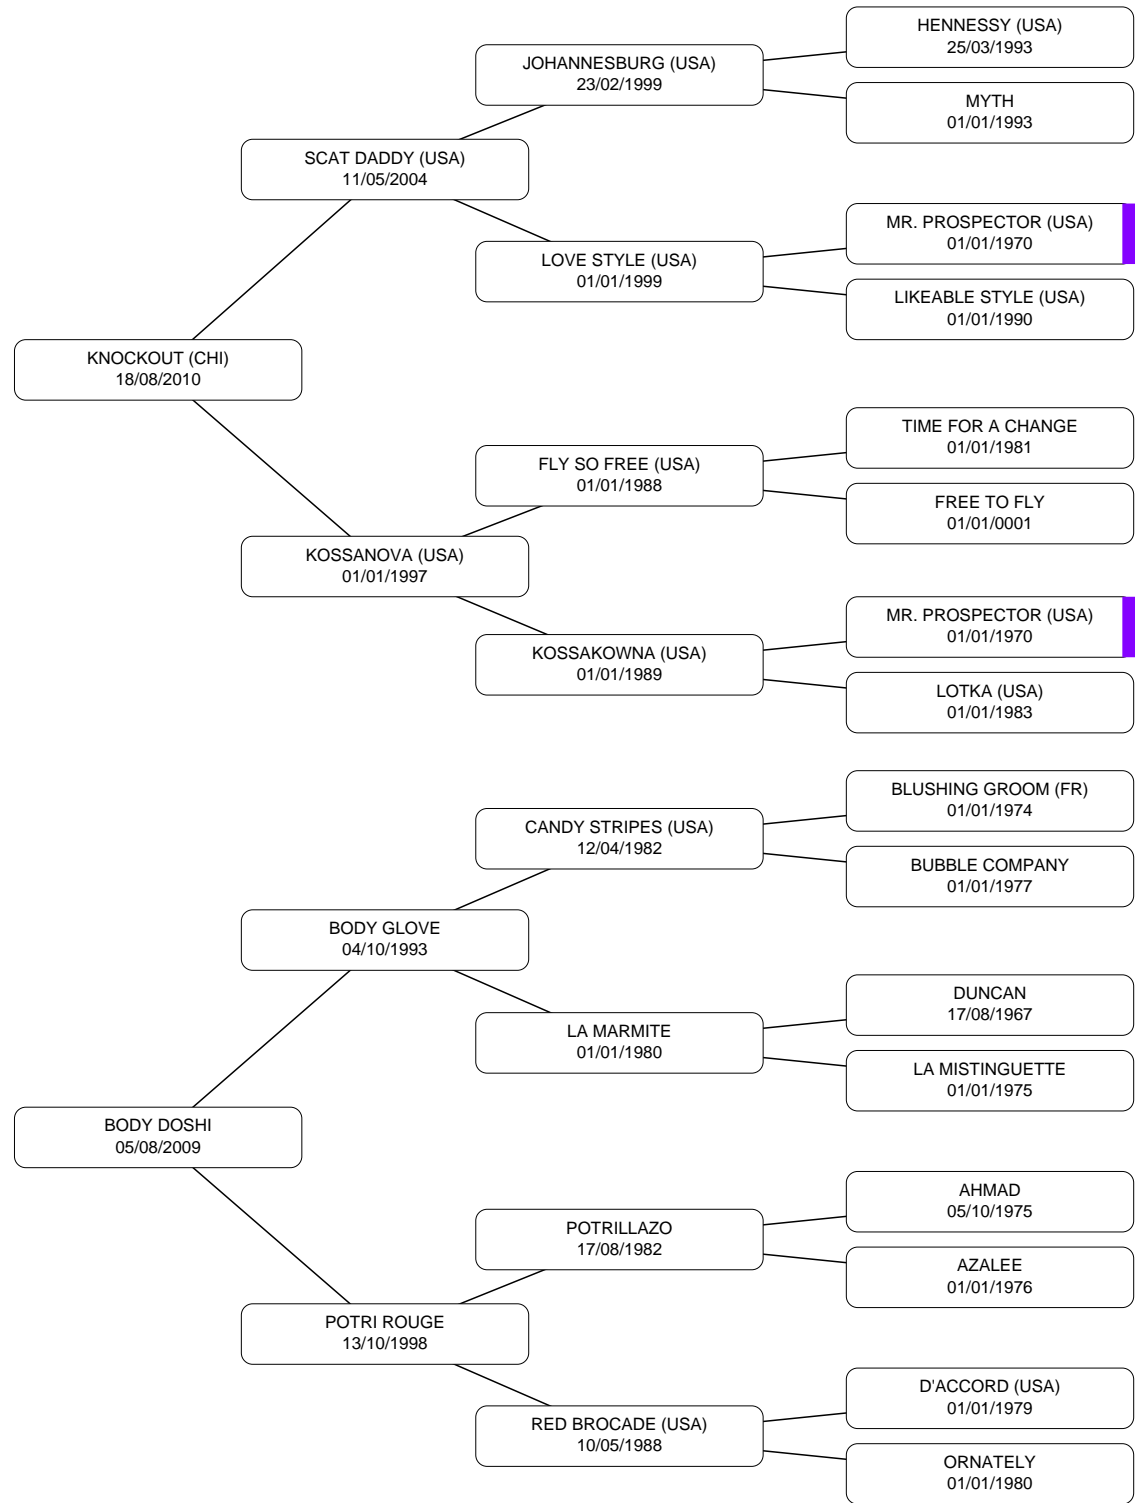 HENNESSY (USA)
25/03/1993
JOHANNESBURG (USA)
23/02/1999
MYTH
01/01/1993
SCAT DADDY (USA)
11/05/2004
MR. PROSPECTOR (USA)
01/01/1970
LOVE STYLE (USA)
01/01/1999
LIKEABLE STYLE (USA)
01/01/1990
KNOCKOUT (CHI)
18/08/2010
TIME FOR A CHANGE
01/01/1981
FLY SO FREE (USA)
01/01/1988
FREE TO FLY
01/01/0001
KOSSANOVA (USA)
01/01/1997
MR. PROSPECTOR (USA)
01/01/1970
KOSSAKOWNA (USA)
01/01/1989
LOTKA (USA)
01/01/1983
BLUSHING GROOM (FR)
01/01/1974
CANDY STRIPES (USA)
12/04/1982
BUBBLE COMPANY
01/01/1977
BODY GLOVE
04/10/1993
DUNCAN
17/08/1967
LA MARMITE
01/01/1980
LA MISTINGUETTE
01/01/1975
BODY DOSHI
05/08/2009
AHMAD
05/10/1975
POTRILLAZO
17/08/1982
AZALEE
01/01/1976
POTRI ROUGE
13/10/1998
D'ACCORD (USA)
01/01/1979
RED BROCADE (USA)
10/05/1988
ORNATELY
01/01/1980